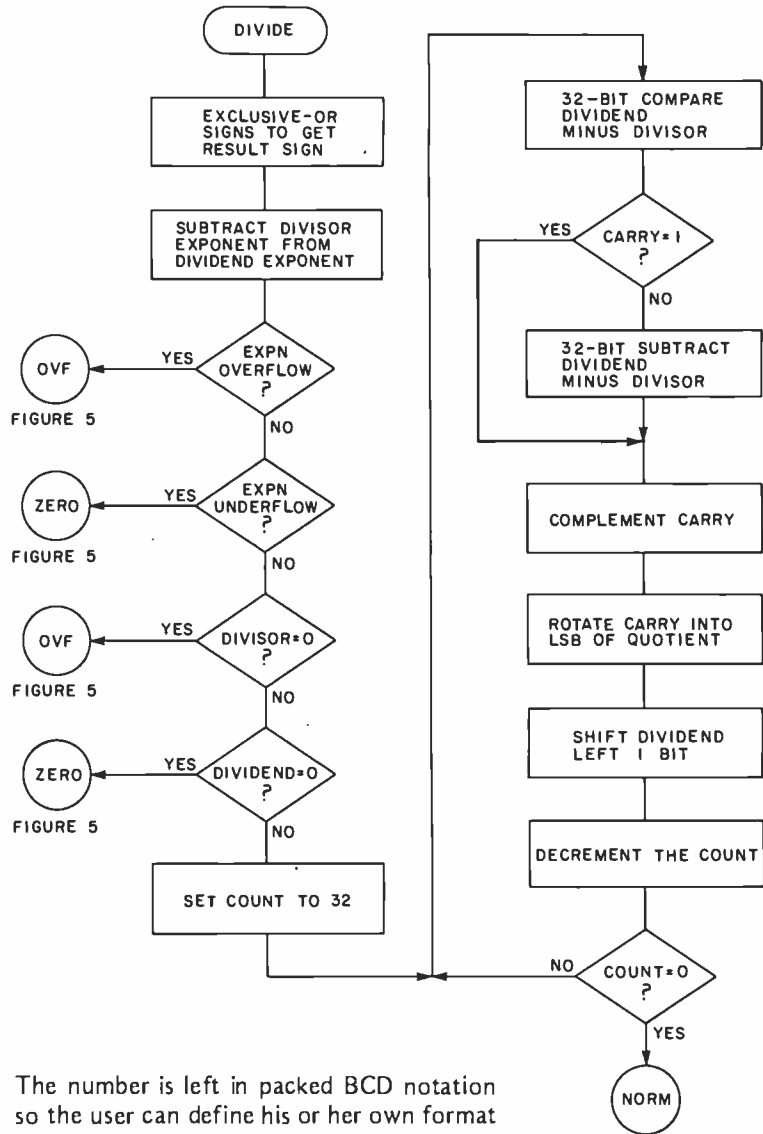 DIVIDE
EXCLUSIVE-OR
SIGNS TO GET
RESULT SIGN
SUBTRACT DIVISOR
EXPONENT FROM
DIVIDEND EXPONENT
EXPN
OVERFLOW
?
YES
OVF
FIGURE 5
NO
EXPN
UNDERFLOW
?
YES
ZERO
FIGURE 5
NO
DIVISOR=0
?
YES
OVF
FIGURE 5
NO
DIVIDEND=0
?
YES
ZERO
FIGURE 5
NO
SET COUNT TO 32
32-BIT COMPARE
DIVIDEND
MINUS DIVISOR
CARRY=1
?
YES
NO
32-BIT SUBTRACT
DIVIDEND
MINUS DIVISOR
COMPLEMENT CARRY
ROTATE CARRY INTO
LSB OF QUOTIENT
SHIFT DIVIDEND
LEFT 1 BIT
DECREMENT THE COUNT
COUNT=0
?
NO
YES
NORM
The number is left in packed BCD notation
so the user can define his or her own format